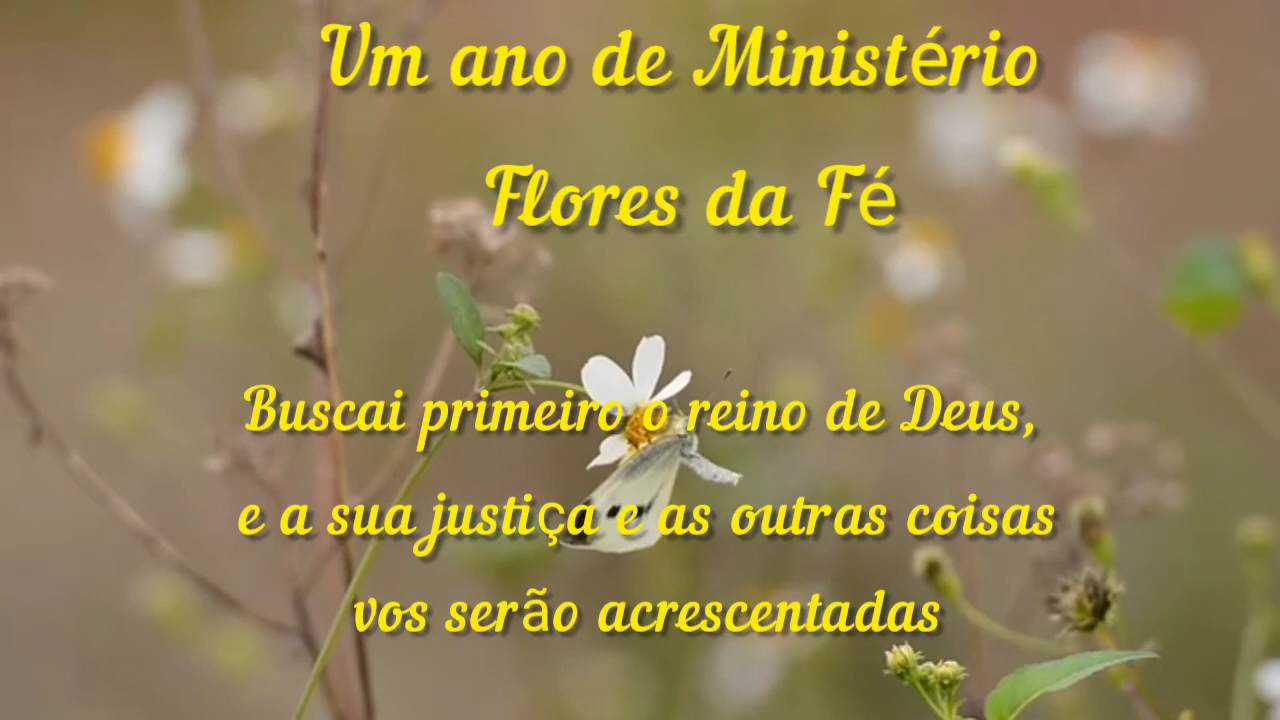 Um ano de Ministério
Flores da Fé
Buscai primeiro o reino de Deus,
e a sua justiça e as outras coisas
vos serão acrescentadas